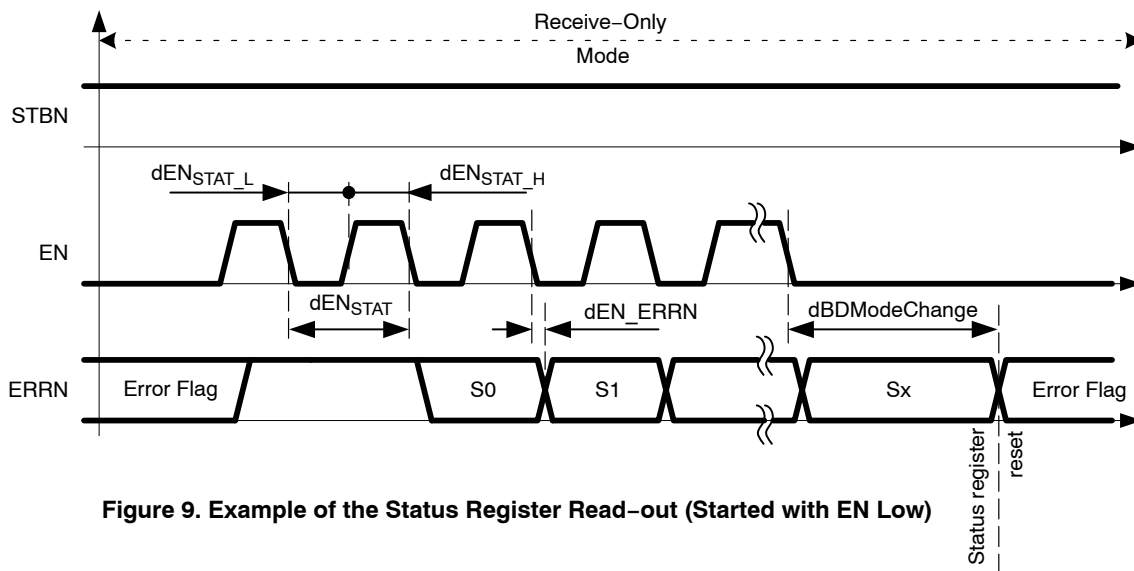 Receive−Only
Mode
STBN
dENSTAT_L
dENSTAT_H
EN
dENSTAT
dEN_ERRN
dBDModeChange
ERRN
Error Flag
S0
S1
Sx
Error Flag
Status register
reset
Figure 9. Example of the Status Register Read−out (Started with EN Low)